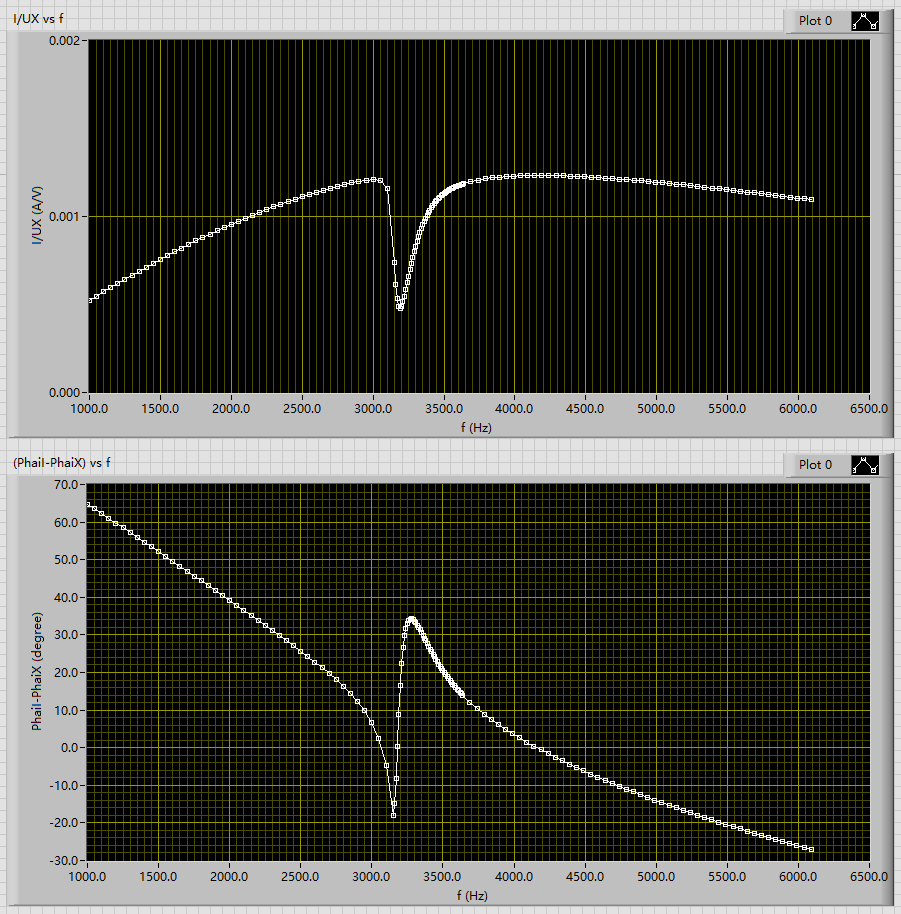 I/UX vs f
Plot 0
I/UX (A/V)
0.002
0.001
0.000
1000.0 1500.0 2000.0 2500.0 3000.0 3500.0 4000.0 4500.0 5000.0 5500.0 6000.0 6500.0
f (Hz)
(PhaiI-PhaiX) vs f
Plot 0
PhaiI-PhaiX (degree)
70.0
60.0
50.0
40.0
30.0
20.0
10.0
0.0
-10.0
-20.0
-30.0
1000.0 1500.0 2000.0 2500.0 3000.0 3500.0 4000.0 4500.0 5000.0 5500.0 6000.0 6500.0
f (Hz)